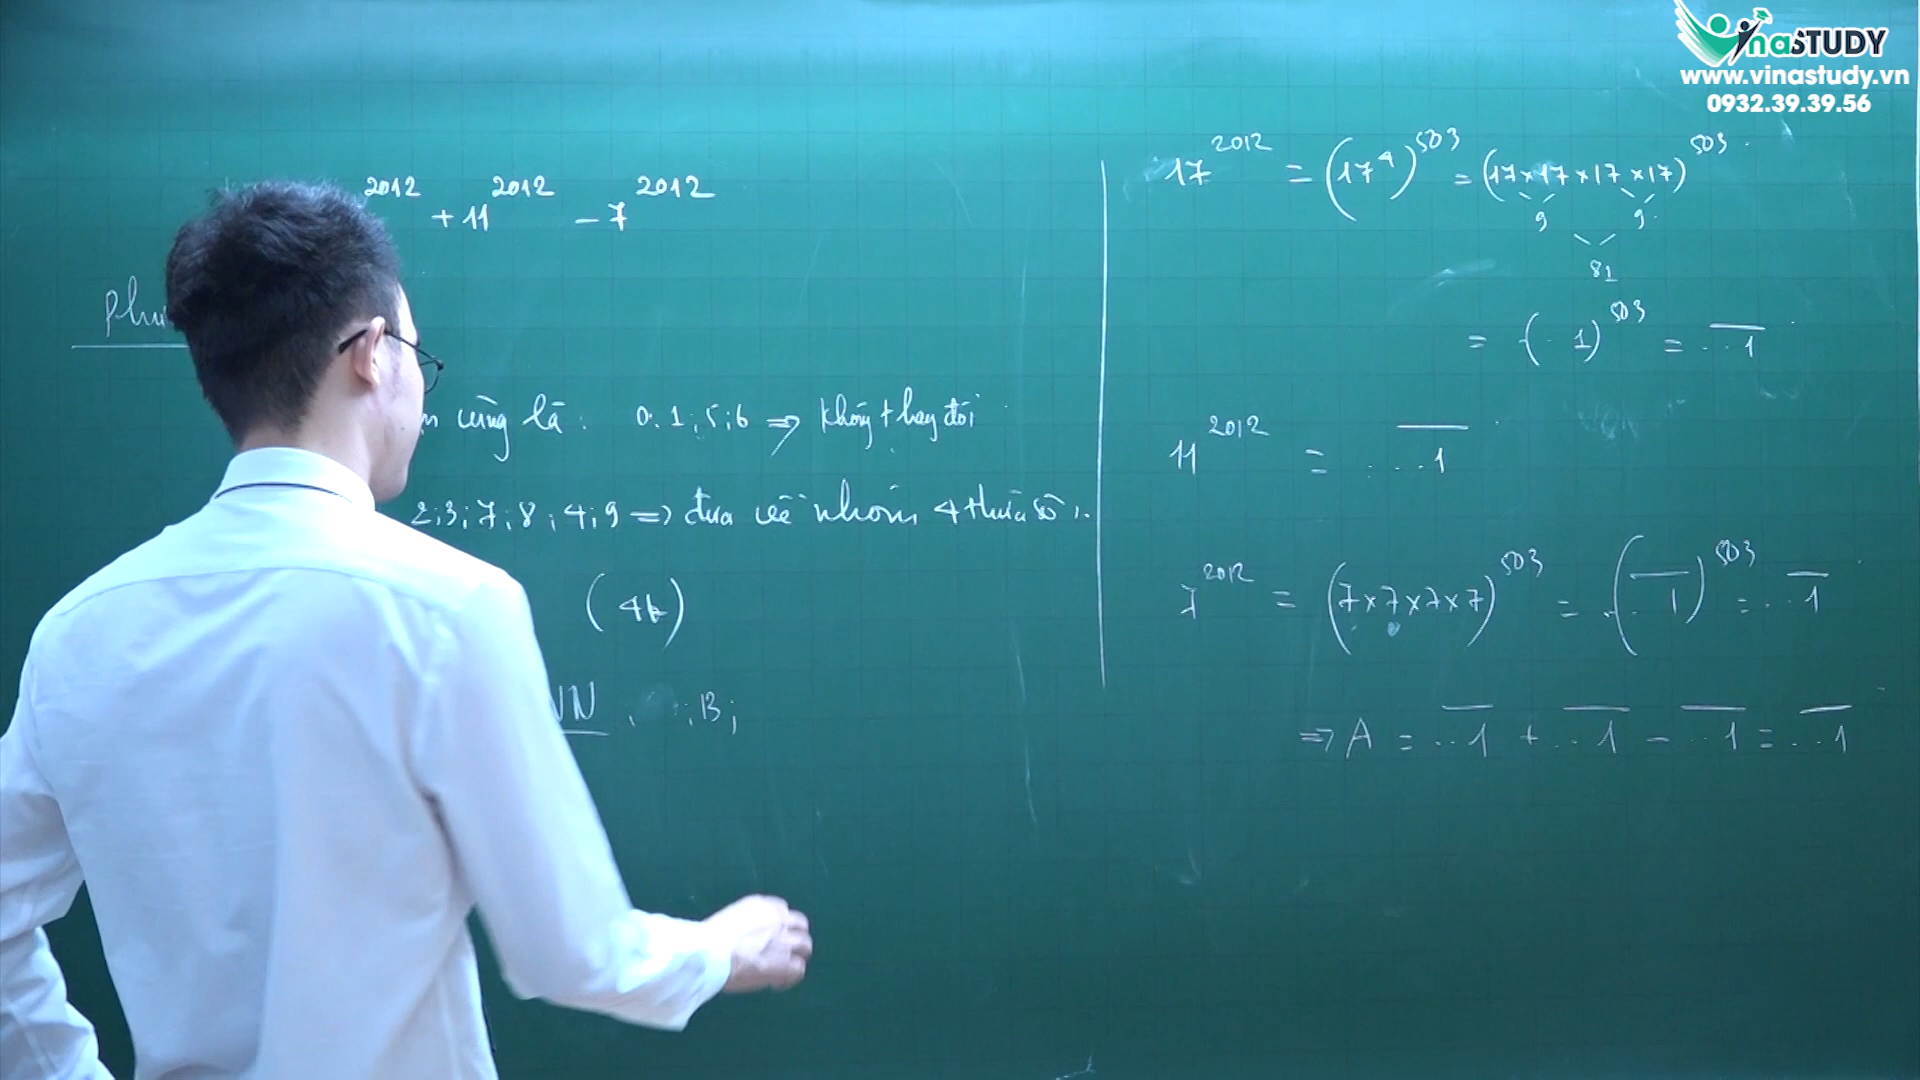 VinaSTUDY
www.vinastudy.vn
0932.39.39.56
2012 + 11^2012 - 7^2012
cùng là : 0; 1; 5; 6 => không thay đổi
2; 3; 7; 8; 4; 9 => đưa về nhóm 4 thừa số 1.
(4k)
; B;
17^2012 = (17^4)^503 = (17×17×17×17)^503
9 9
81
= (..1)^503 = ...1
11^2012 = ...1
7^2012 = (7×7×7×7)^503 = (...1)^503 = ...1
=> A = ...1 + ...1 - ...1 = ...1